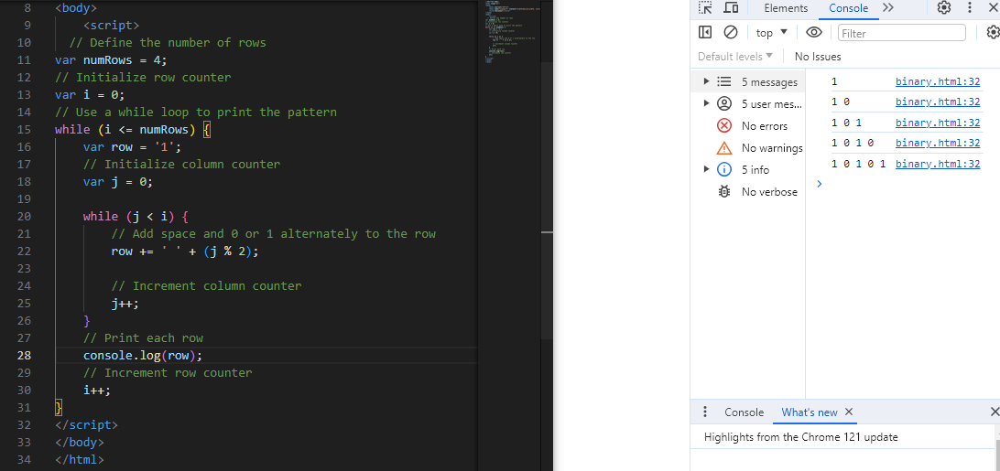 8 <body>
9 <script>
10 // Define the number of rows
11 var numRows = 4;
12 // Initialize row counter
13 var i = 0;
14 // Use a while loop to print the pattern
15 while (i <= numRows) {
16 var row = '1';
17 // Initialize column counter
18 var j = 0;
19
20 while (j < i) {
21 // Add space and 0 or 1 alternately to the row
22 row += ' ' + (j % 2);
23
24 // Increment column counter
25 j++;
26 }
27 // Print each row
28 console.log(row);
29 // Increment row counter
30 i++;
31 }
32 </script>
33 </body>
34 </html>
Elements Console
top Filter
Default levels No Issues
5 messages
5 user mes...
No errors
No warnings
5 info
No verbose
1 binary.html:32
1 0 binary.html:32
1 0 1 binary.html:32
1 0 1 0 binary.html:32
1 0 1 0 1 binary.html:32
Console What's new
Highlights from the Chrome 121 update